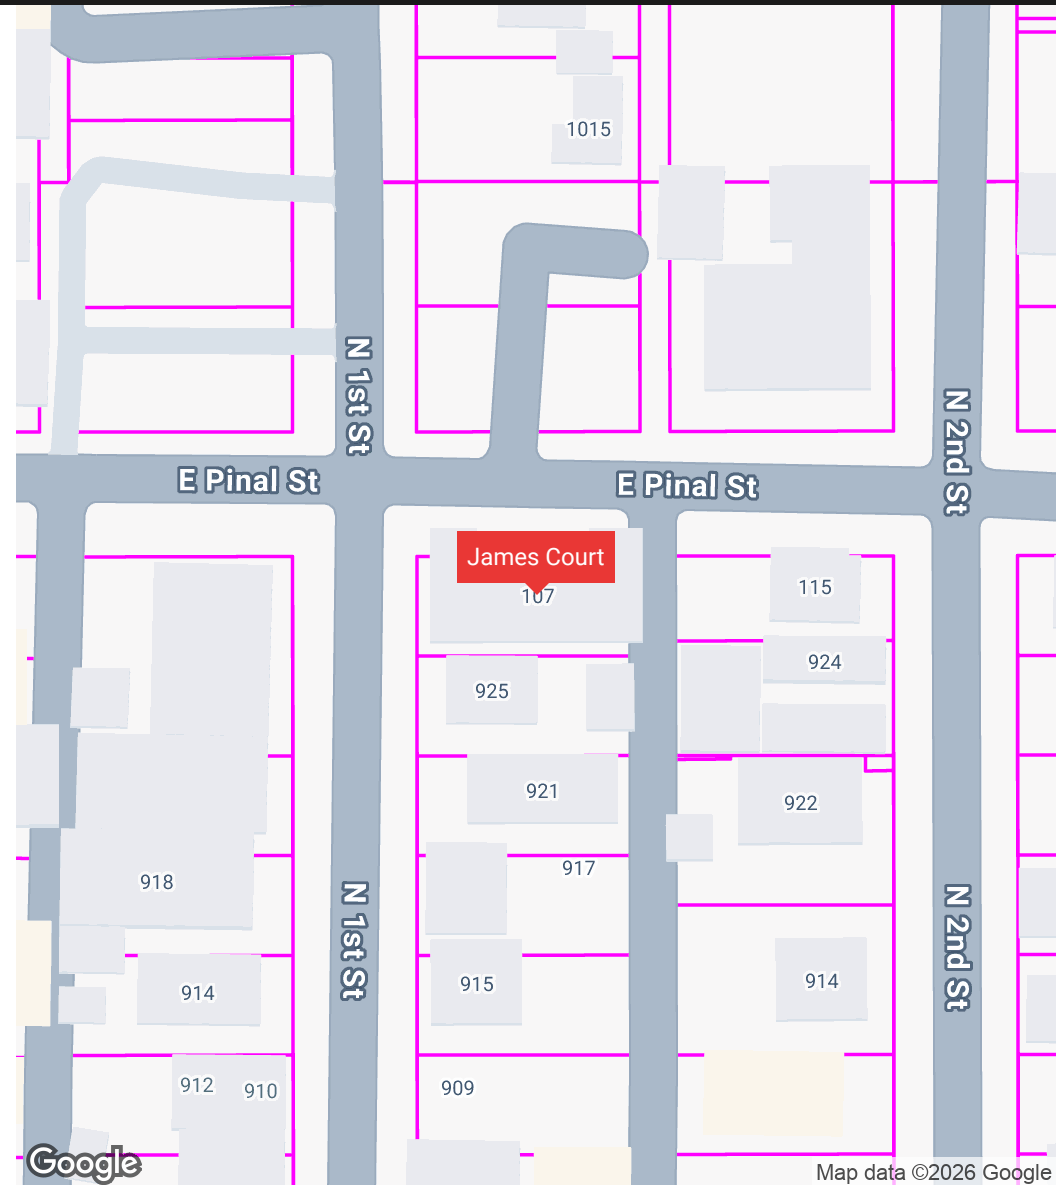 1015
N 1st St
N 2nd St
E Pinal St
E Pinal St
James Court
107
115
924
925
921
922
917
918
N 1st St
N 2nd St
914
915
914
912
910
909
Google
Map data ©2026 Google